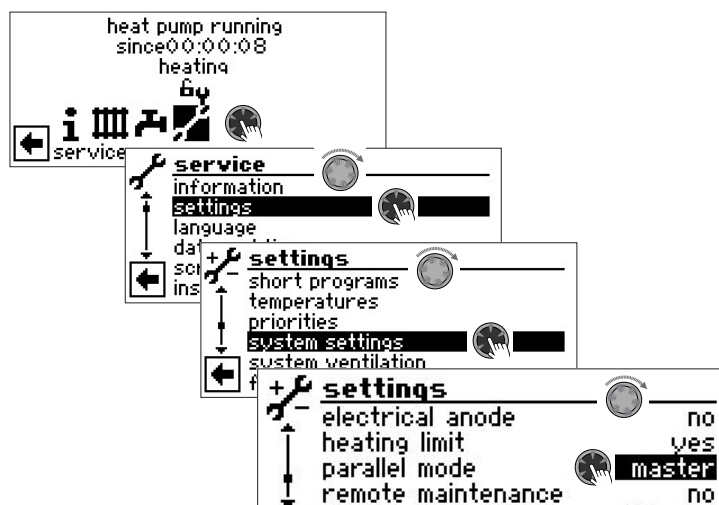 heat pump running
since00:00:08
heating
service
service
information
settings
language
settings
short programs
temperatures
priorities
system settings
system ventilation
settings
electrical anode no
heating limit yes
parallel mode master
remote maintenance no